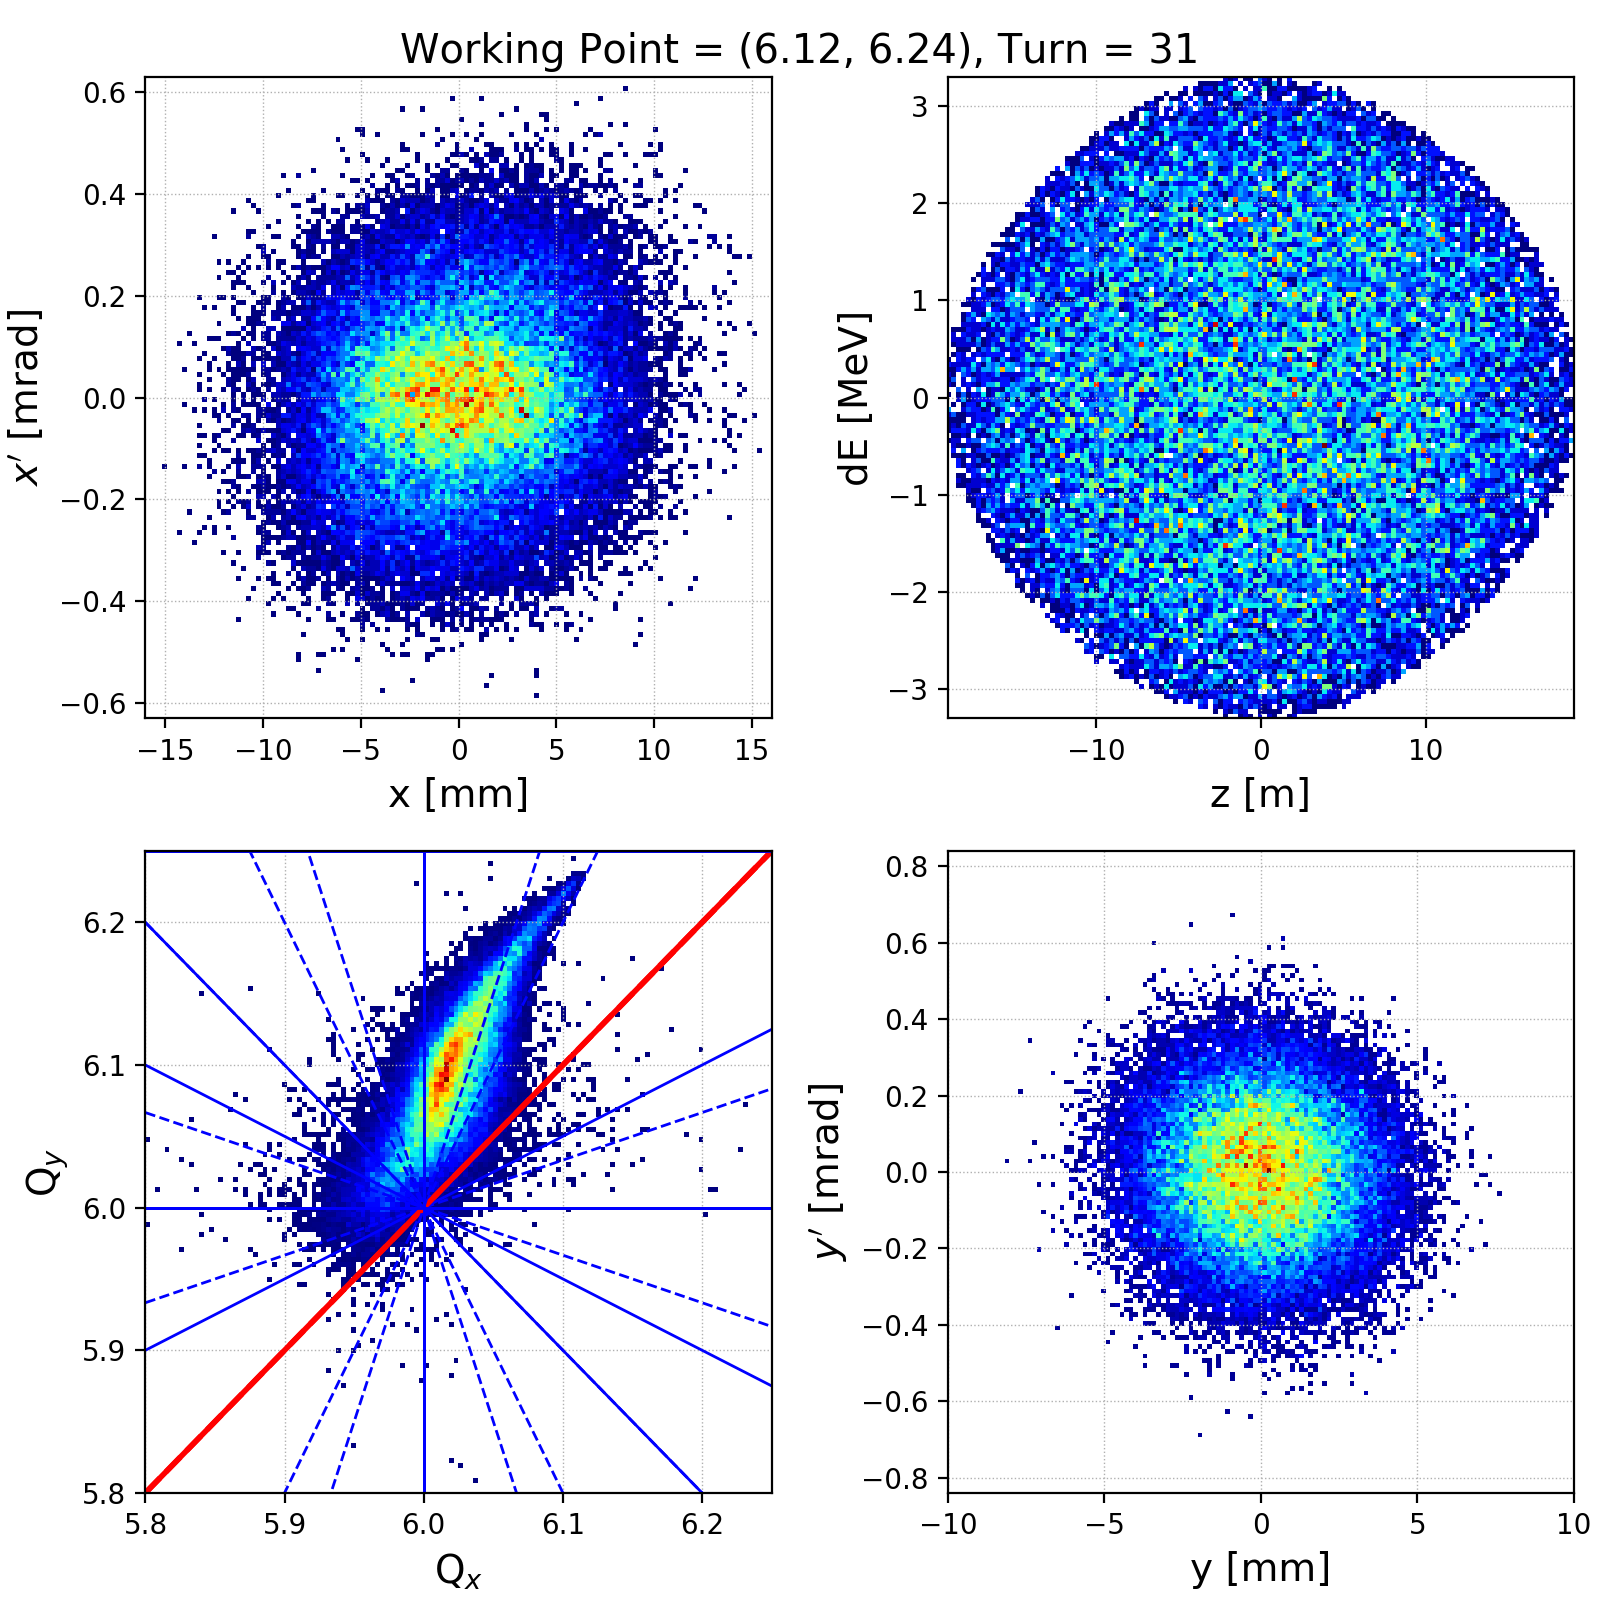 Working Point = (6.12, 6.24), Turn = 31
0.6
0.4
0.2
0.0
−0.2
−0.4
−0.6
x′ [mrad]
−15 −10 −5 0 5 10 15
x [mm]
3
2
1
0
−1
−2
−3
dE [MeV]
−10 0 10
z [m]
6.2
6.1
6.0
5.9
5.8
Qy
5.8 5.9 6.0 6.1 6.2
Qx
0.8
0.6
0.4
0.2
0.0
−0.2
−0.4
−0.6
−0.8
y′ [mrad]
−10 −5 0 5 10
y [mm]